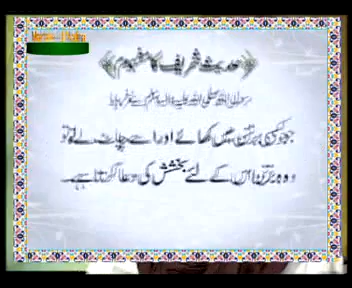 حدیث شریف کا مفہوم
رسول اللہ صلی اللہ علیہ وآلہ وسلم نے فرمایا
جو کسی برتن میں کھائے اور اسے چاٹ لے تو
وہ برتن اس کے لئے بخشش کی دعا کرتا ہے۔